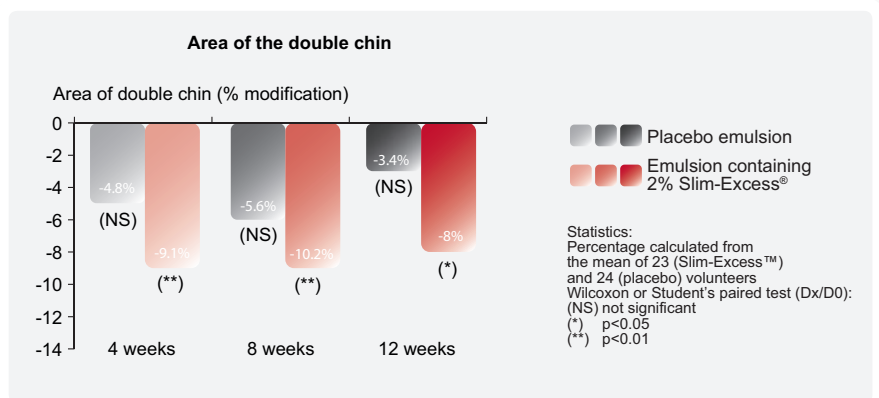 Area of the double chin
Area of double chin (% modification)
0
-2
-4
-6
-8
-10
-12
-14
-4.8%
(NS)
-9.1%
(**)
-5.6%
(NS)
-10.2%
(**)
-3.4%
(NS)
-8%
(*)
4 weeks
8 weeks
12 weeks
Placebo emulsion
Emulsion containing
2% Slim-Excess®
Statistics:
Percentage calculated from
the mean of 23 (Slim-Excess™)
and 24 (placebo) volunteers
Wilcoxon or Student's paired test (Dx/D0):
(NS) not significant
(*) p<0.05
(**) p<0.01